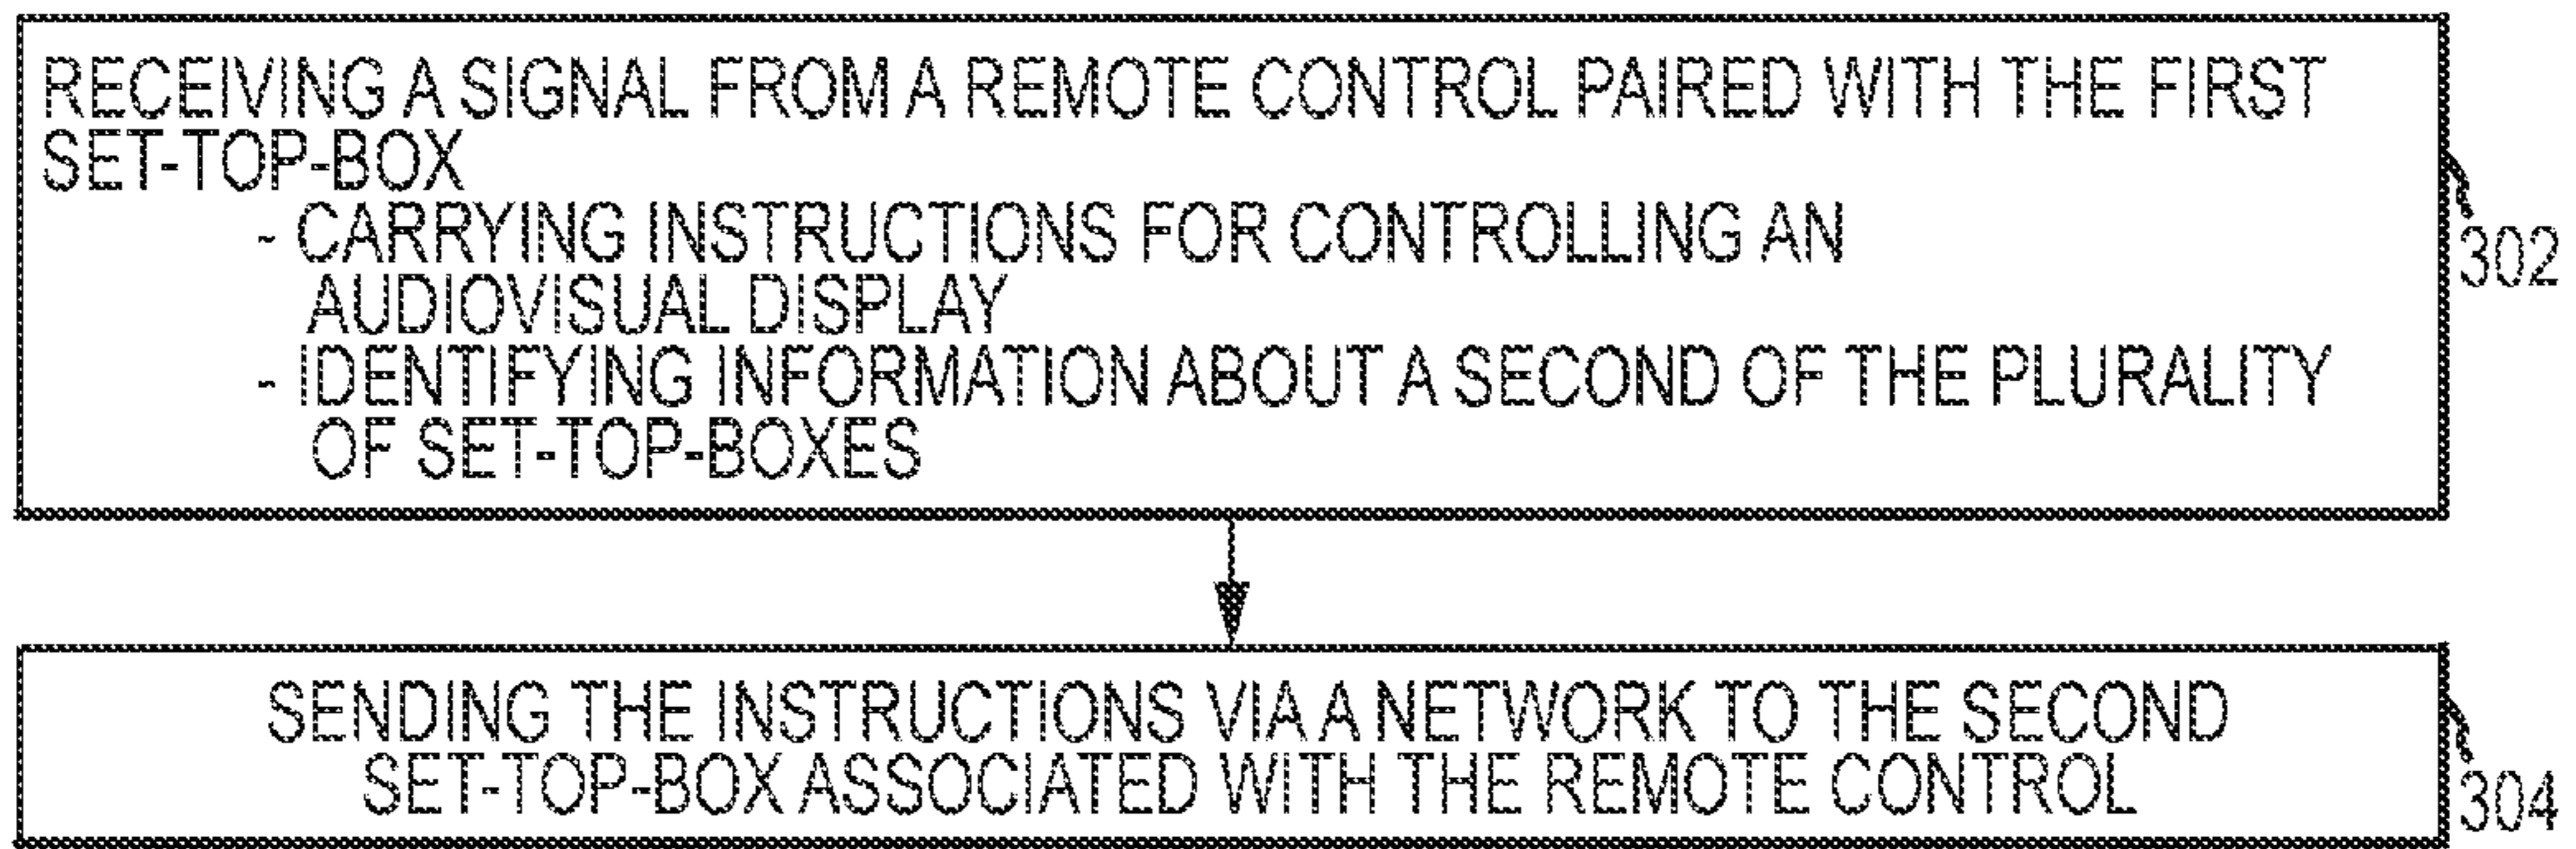 RECEIVING A SIGNAL FROM A REMOTE CONTROL PAIRED WITH THE FIRST
SET-TOP-BOX
- CARRYING INSTRUCTIONS FOR CONTROLLING AN
AUDIOVISUAL DISPLAY
- IDENTIFYING INFORMATION ABOUT A SECOND OF THE PLURALITY
OF SET-TOP-BOXES
302
SENDING THE INSTRUCTIONS VIA A NETWORK TO THE SECOND
SET-TOP-BOX ASSOCIATED WITH THE REMOTE CONTROL
304